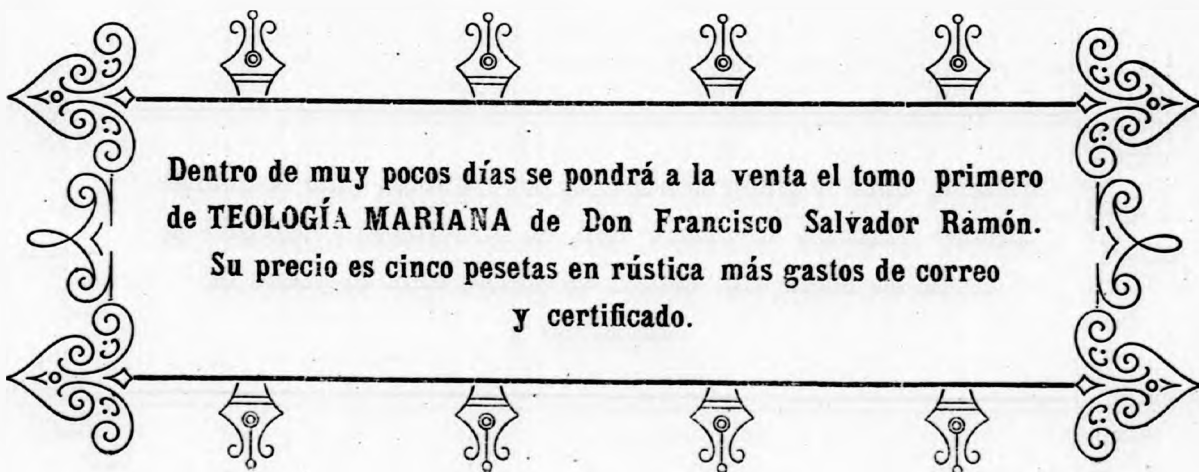 Dentro de muy pocos días se pondrá a la venta el tomo primero
de TEOLOGÍA MARIANA de Don Francisco Salvador Ramón.
Su precio es cinco pesetas en rústica más gastos de correo
y certificado.